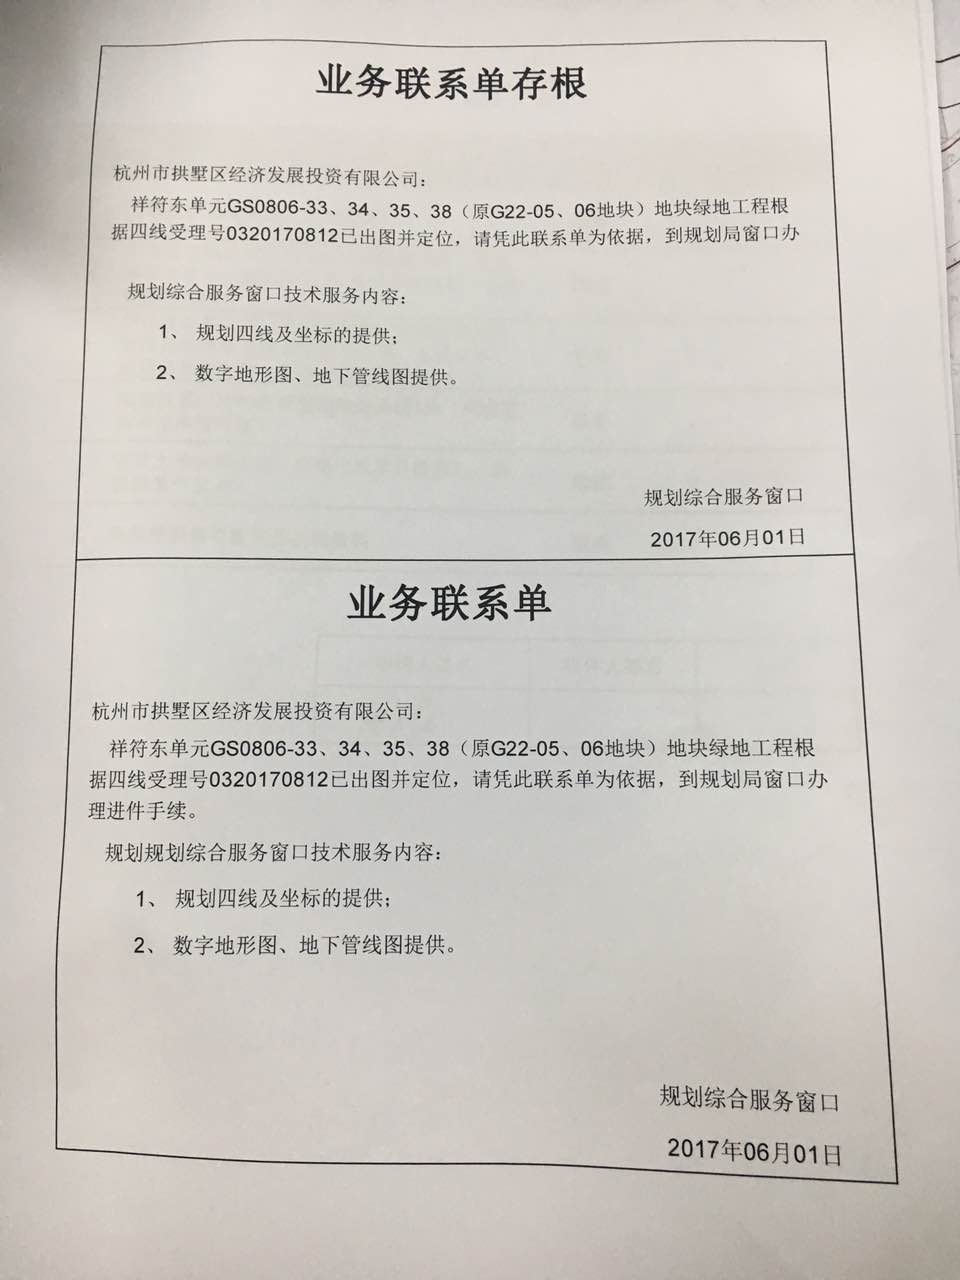 业务联系单存根
杭州市拱墅区经济发展投资有限公司：
祥符东单元GS0806-33、34、35、38（原G22-05、06地块）地块绿地工程根
据四线受理号0320170812已出图并定位，请凭此联系单为依据，到规划局窗口办
规划综合服务窗口技术服务内容：
1、 规划四线及坐标的提供；
2、 数字地形图、地下管线图提供。
规划综合服务窗口
2017年06月01日
业务联系单
杭州市拱墅区经济发展投资有限公司：
祥符东单元GS0806-33、34、35、38（原G22-05、06地块）地块绿地工程根
据四线受理号0320170812已出图并定位，请凭此联系单为依据，到规划局窗口办
理进件手续。
规划规划综合服务窗口技术服务内容：
1、 规划四线及坐标的提供；
2、 数字地形图、地下管线图提供。
规划综合服务窗口
2017年06月01日